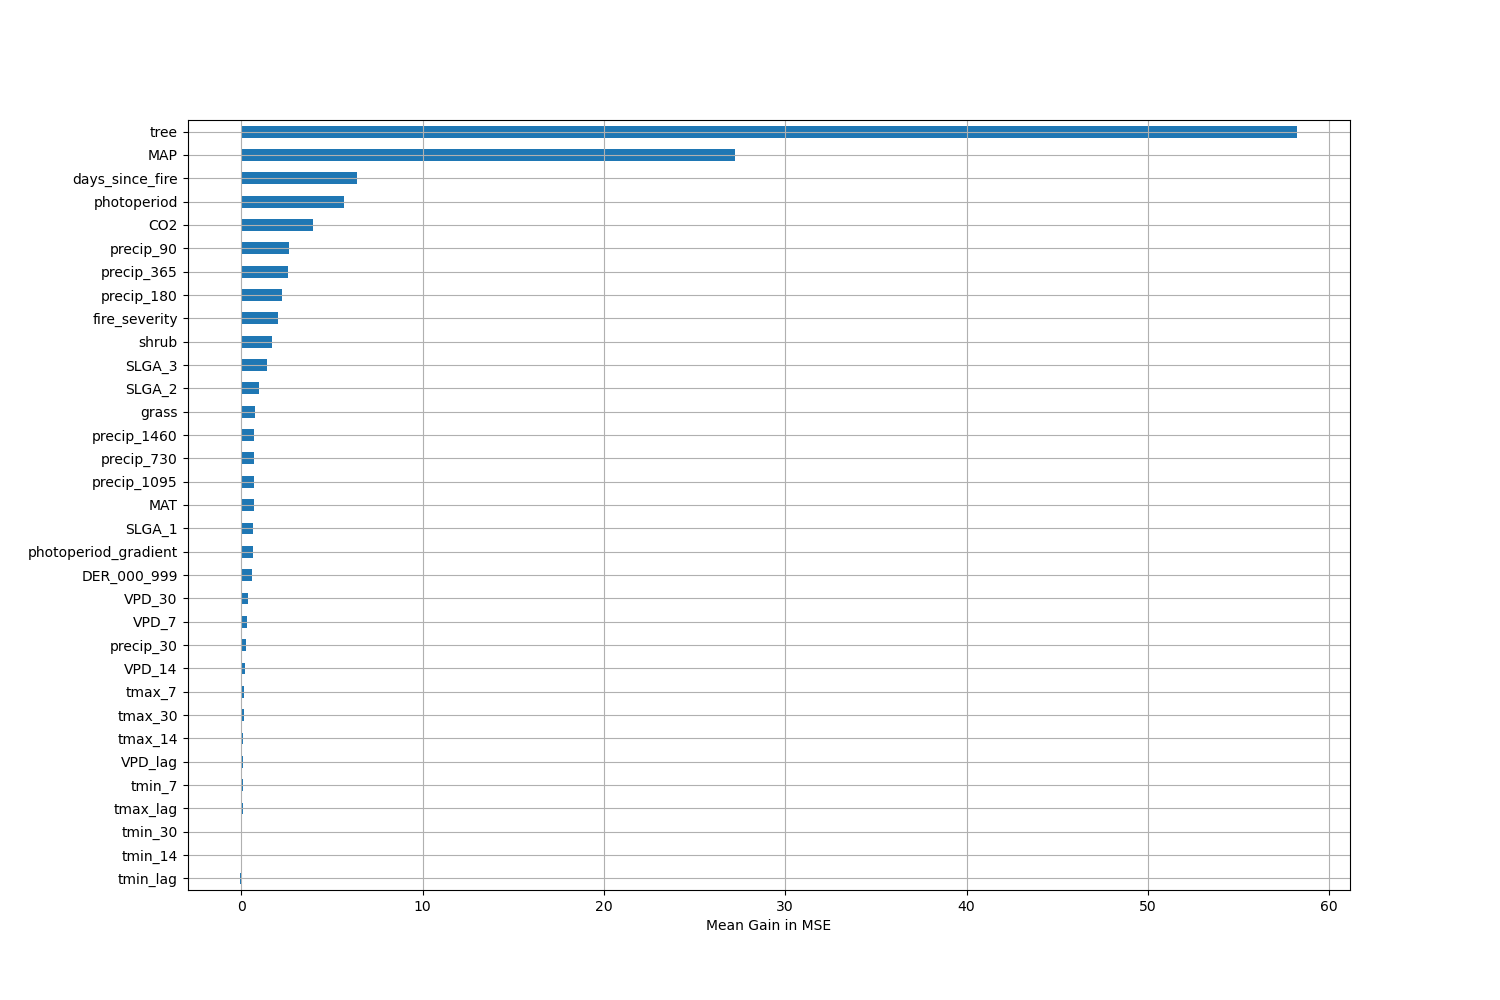 tree
MAP
days_since_fire
photoperiod
CO2
precip_90
precip_365
precip_180
fire_severity
shrub
SLGA_3
SLGA_2
grass
precip_1460
precip_730
precip_1095
MAT
SLGA_1
photoperiod_gradient
DER_000_999
VPD_30
VPD_7
precip_30
VPD_14
tmax_7
tmax_30
tmax_14
VPD_lag
tmin_7
tmax_lag
tmin_30
tmin_14
tmin_lag
0 10 20 30 40 50 60
Mean Gain in MSE